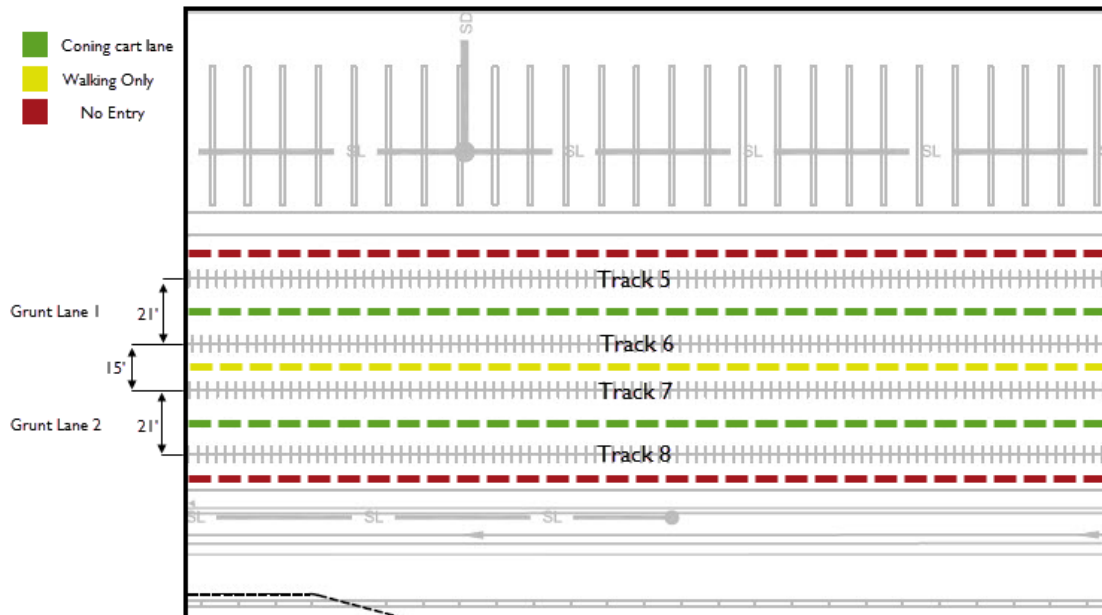 Coning cart lane
Walking Only
No Entry
SD
SL SL SL SL
Track 5
Grunt Lane 1 21'
Track 6
15'
Track 7
Grunt Lane 2 21'
Track 8
SL SL SL